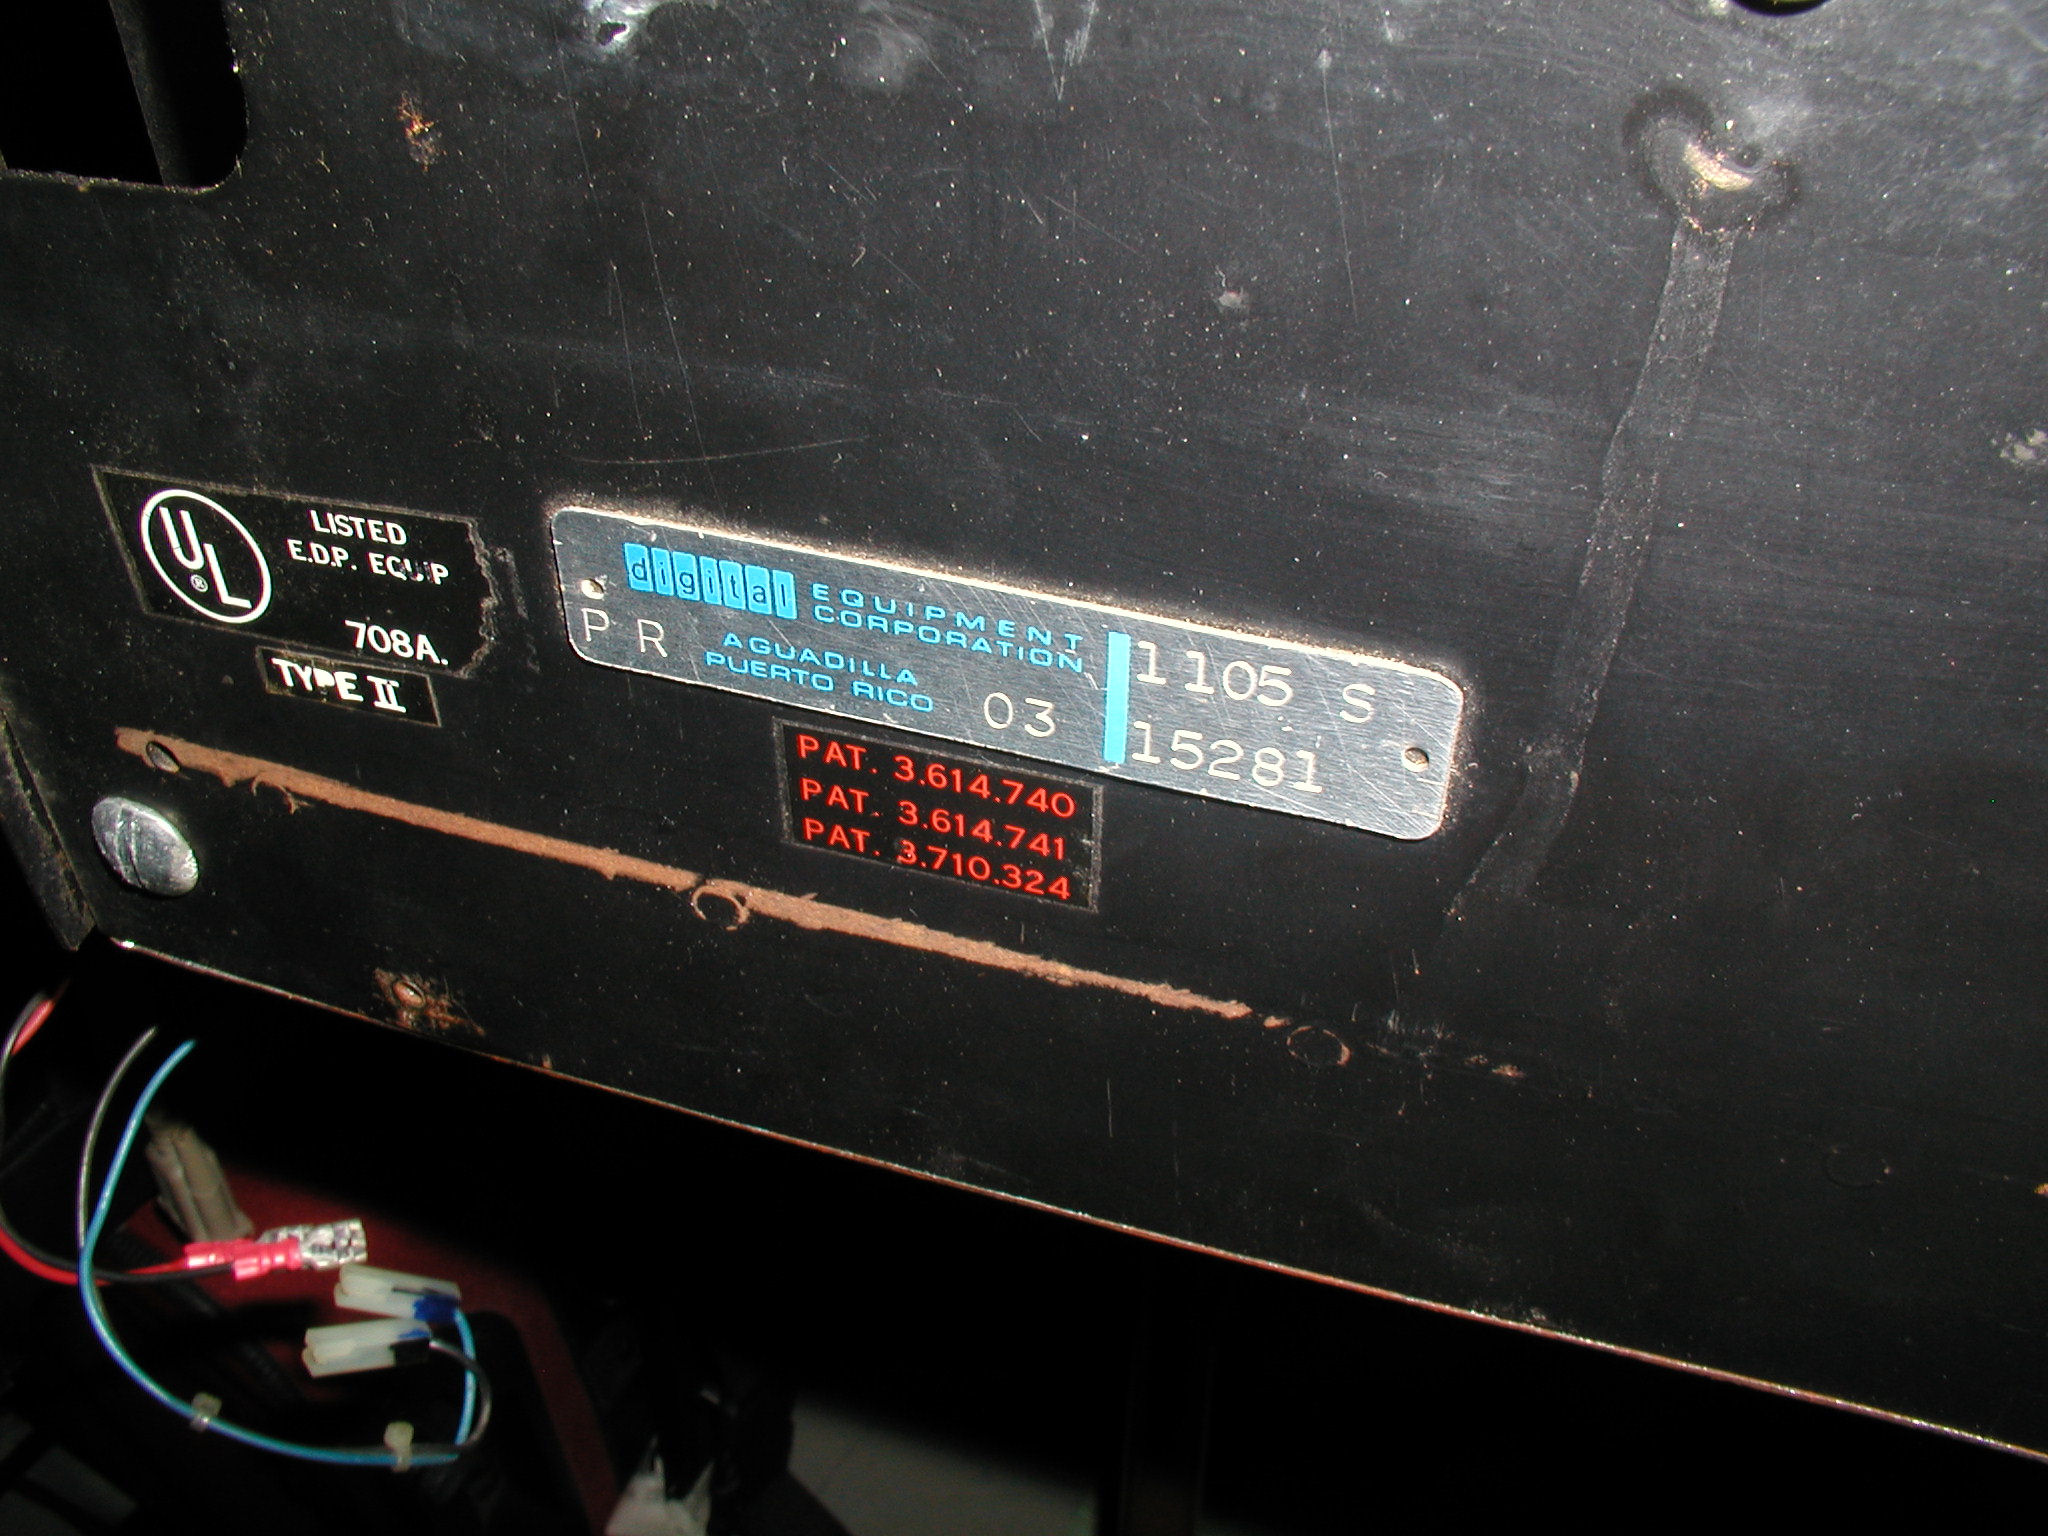 UL®
LISTED
E.D.P. EQUIP
708A.
TYPE II
digital EQUIPMENT
CORPORATION
PR
AGUADILLA
PUERTO RICO
03
1105 S
15281
PAT. 3.614.740
PAT. 3.614.741
PAT. 3.710.324